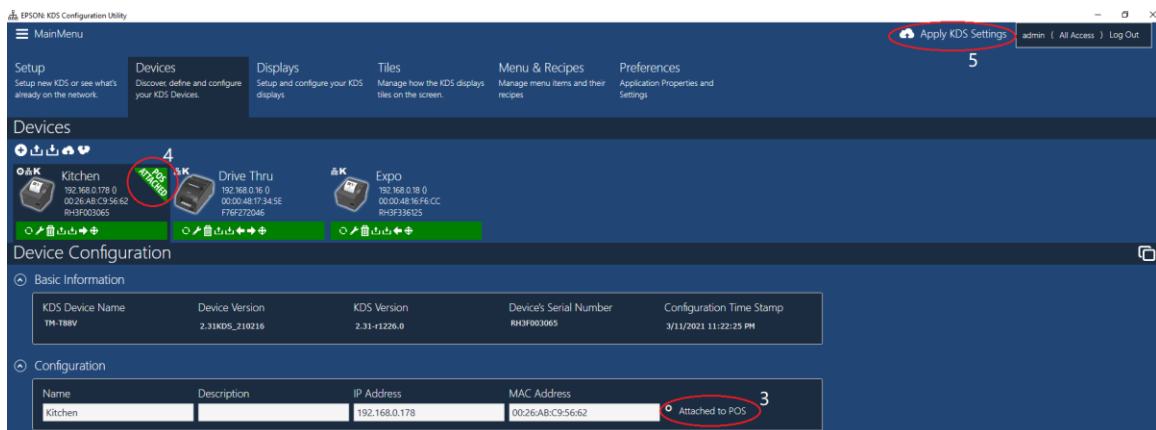 EPSON: KDS Configuration Utility
MainMenu
Apply KDS Settings
admin ( All Access ) Log Out
5
Setup
Setup new KDS or see what's
already on the network.
Devices
Discover, define and configure
your KDS Devices.
Displays
Setup and configure your KDS
displays
Tiles
Manage how the KDS displays
tiles on the screen.
Menu & Recipes
Manage menu items and their
recipes
Preferences
Application Properties and
Settings
Devices
4
K
Kitchen
192.168.0.178 ()
00:26:AB:C9:56:62
RH3F003065
POS
ATTACHED
K
Drive Thru
192.168.0.16 ()
00:00:48:17:34:5E
F76F272046
K
Expo
192.168.0.18 ()
00:00:48:16:F6:CC
RH3F336125
Device Configuration
Basic Information
KDS Device Name
TM-T88V
Device Version
2.31KDS_210216
KDS Version
2.31-r1226.0
Device's Serial Number
RH3F003065
Configuration Time Stamp
3/11/2021 11:22:25 PM
Configuration
Name
Kitchen
Description
IP Address
192.168.0.178
MAC Address
00:26:AB:C9:56:62
Attached to POS
3